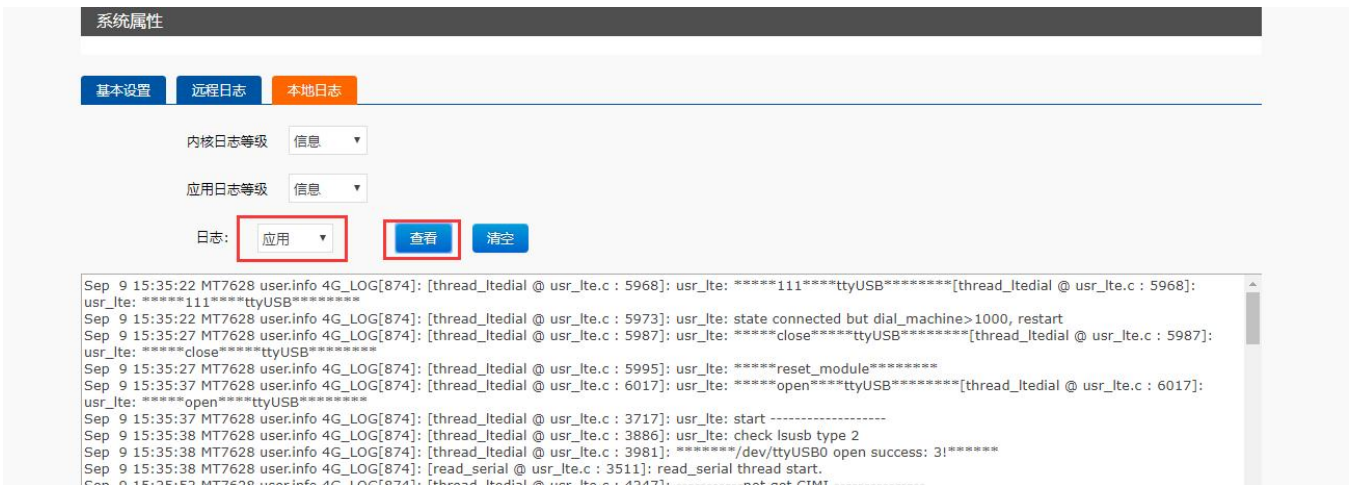 系统属性
基本设置 远程日志 本地日志
内核日志等级 信息
应用日志等级 信息
日志: 应用 查看 清空
Sep 9 15:35:22 MT7628 user.info 4G_LOG[874]: [thread_ltedial @ usr_lte.c : 5968]: usr_lte: *****111****ttyUSB********[thread_ltedial @ usr_lte.c : 5968]:
usr_lte: *****111****ttyUSB********
Sep 9 15:35:22 MT7628 user.info 4G_LOG[874]: [thread_ltedial @ usr_lte.c : 5973]: usr_lte: state connected but dial_machine>1000, restart
Sep 9 15:35:27 MT7628 user.info 4G_LOG[874]: [thread_ltedial @ usr_lte.c : 5987]: usr_lte: *****close*****ttyUSB********[thread_ltedial @ usr_lte.c : 5987]:
usr_lte: *****close*****ttyUSB********
Sep 9 15:35:27 MT7628 user.info 4G_LOG[874]: [thread_ltedial @ usr_lte.c : 5995]: usr_lte: *****reset_module********
Sep 9 15:35:37 MT7628 user.info 4G_LOG[874]: [thread_ltedial @ usr_lte.c : 6017]: usr_lte: *****open****ttyUSB********[thread_ltedial @ usr_lte.c : 6017]:
usr_lte: *****open****ttyUSB********
Sep 9 15:35:37 MT7628 user.info 4G_LOG[874]: [thread_ltedial @ usr_lte.c : 3717]: usr_lte: start -------------------
Sep 9 15:35:38 MT7628 user.info 4G_LOG[874]: [thread_ltedial @ usr_lte.c : 3886]: usr_lte: check lsusb type 2
Sep 9 15:35:38 MT7628 user.info 4G_LOG[874]: [thread_ltedial @ usr_lte.c : 3981]: *******/dev/ttyUSB0 open success: 3!******
Sep 9 15:35:38 MT7628 user.info 4G_LOG[874]: [read_serial @ usr_lte.c : 3511]: read_serial thread start.